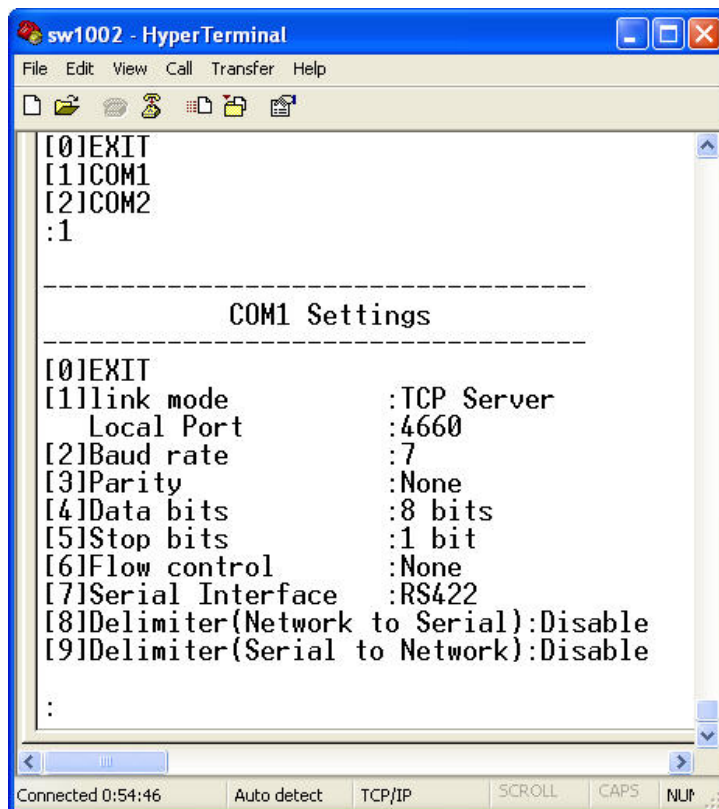 sw1002 - HyperTerminal
File Edit View Call Transfer Help
[0]EXIT
[1]COM1
[2]COM2
:1
-----------------------------------
COM1 Settings
-----------------------------------
[0]EXIT
[1]link mode :TCP Server
Local Port :4660
[2]Baud rate :7
[3]Parity :None
[4]Data bits :8 bits
[5]Stop bits :1 bit
[6]Flow control :None
[7]Serial Interface :RS422
[8]Delimiter(Network to Serial):Disable
[9]Delimiter(Serial to Network):Disable
:
Connected 0:54:46 Auto detect TCP/IP SCROLL CAPS